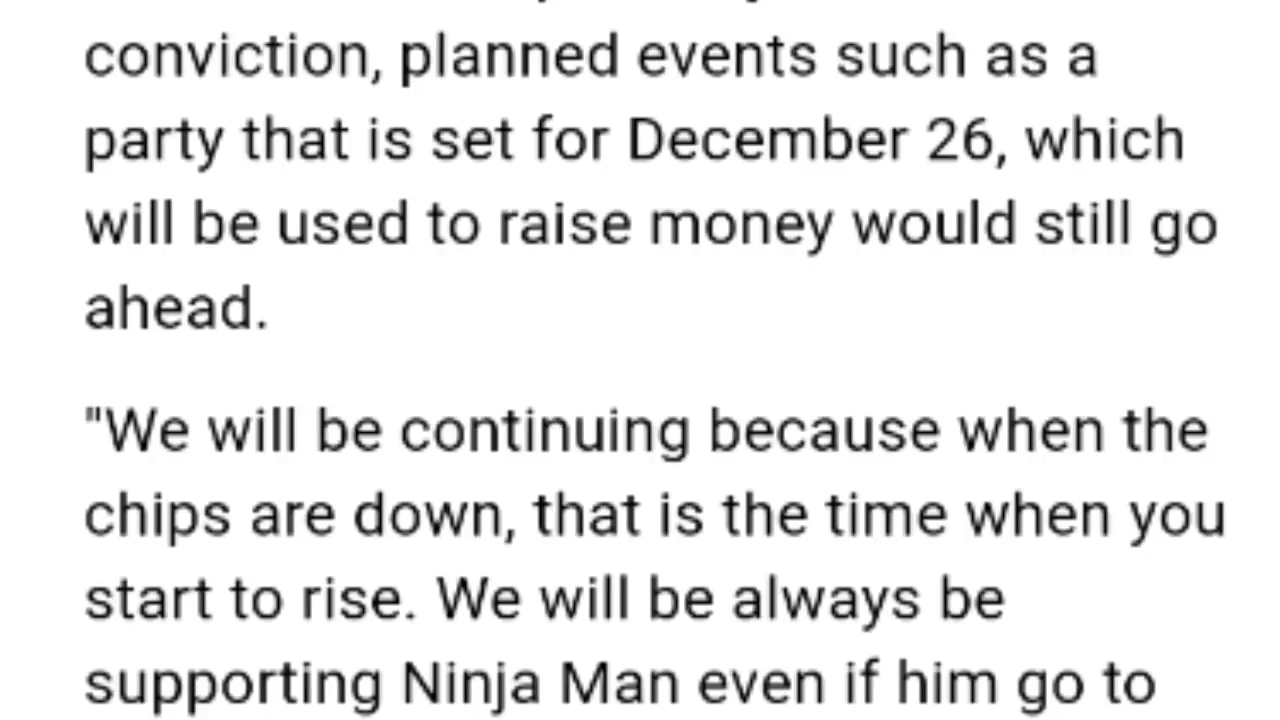 conviction, planned events such as a
party that is set for December 26, which
will be used to raise money would still go
ahead.
"We will be continuing because when the
chips are down, that is the time when you
start to rise. We will be always be
supporting Ninja Man even if him go to